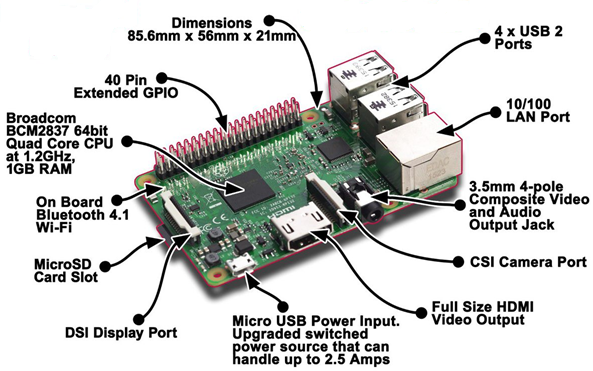 Dimensions
85.6mm x 56mm x 21mm
4 x USB 2
Ports
40 Pin
Extended GPIO
10/100
LAN Port
Broadcom
BCM2837 64bit
Quad Core CPU
at 1.2GHz,
1GB RAM
On Board
Bluetooth 4.1
Wi-Fi
3.5mm 4-pole
Composite Video
and Audio
Output Jack
MicroSD
Card Slot
CSI Camera Port
DSI Display Port
Micro USB Power Input.
Upgraded switched
power source that can
handle up to 2.5 Amps
Full Size HDMI
Video Output
HDMI